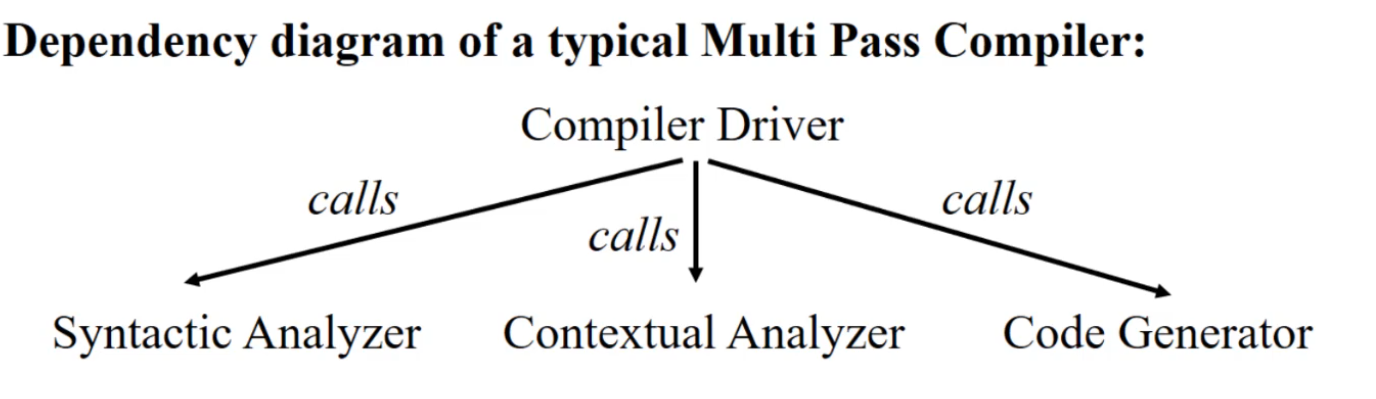 Dependency diagram of a typical Multi Pass Compiler:
Compiler Driver
calls
calls
calls
Syntactic Analyzer
Contextual Analyzer
Code Generator